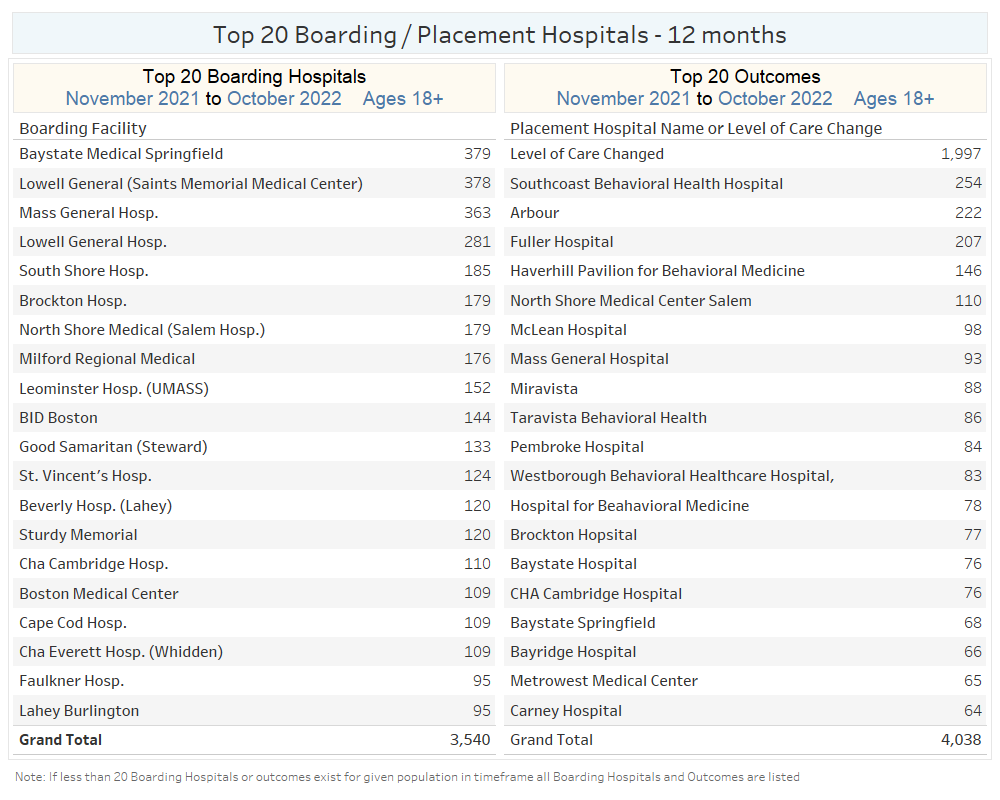 Top 20 Boarding / Placement Hospitals - 12 months
Top 20 Boarding Hospitals
November 2021 to October 2022 Ages 18+
Boarding Facility
Baystate Medical Springfield 379
Lowell General (Saints Memorial Medical Center) 378
Mass General Hosp. 363
Lowell General Hosp. 281
South Shore Hosp. 185
Brockton Hosp. 179
North Shore Medical (Salem Hosp.) 179
Milford Regional Medical 176
Leominster Hosp. (UMASS) 152
BID Boston 144
Good Samaritan (Steward) 133
St. Vincent's Hosp. 124
Beverly Hosp. (Lahey) 120
Sturdy Memorial 120
Cha Cambridge Hosp. 110
Boston Medical Center 109
Cape Cod Hosp. 109
Cha Everett Hosp. (Whidden) 109
Faulkner Hosp. 95
Lahey Burlington 95
Grand Total 3,540
Top 20 Outcomes
November 2021 to October 2022 Ages 18+
Placement Hospital Name or Level of Care Change
Level of Care Changed 1,997
Southcoast Behavioral Health Hospital 254
Arbour 222
Fuller Hospital 207
Haverhill Pavilion for Behavioral Medicine 146
North Shore Medical Center Salem 110
McLean Hospital 98
Mass General Hospital 93
Miravista 88
Taravista Behavioral Health 86
Pembroke Hospital 84
Westborough Behavioral Healthcare Hospital, 83
Hospital for Beahavioral Medicine 78
Brockton Hopsital 77
Baystate Hospital 76
CHA Cambridge Hospital 76
Baystate Springfield 68
Bayridge Hospital 66
Metrowest Medical Center 65
Carney Hospital 64
Grand Total 4,038
Note: If less than 20 Boarding Hospitals or outcomes exist for given population in timeframe all Boarding Hospitals and Outcomes are listed